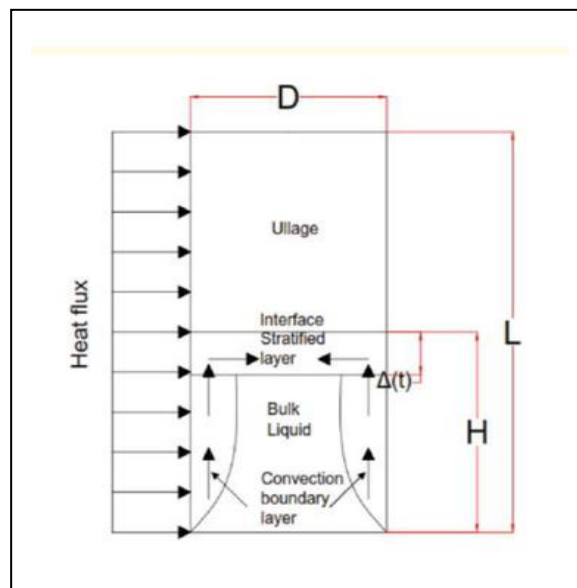 D
Ullage
Heat flux
Interface
Stratified
layer
L
Δ(t)
Bulk
Liquid
H
Convection
boundary
layer